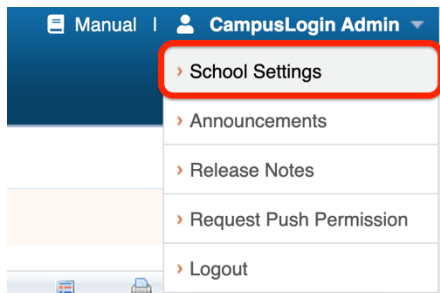 Manual | CampusLogin Admin
› School Settings
› Announcements
› Release Notes
› Request Push Permission
› Logout